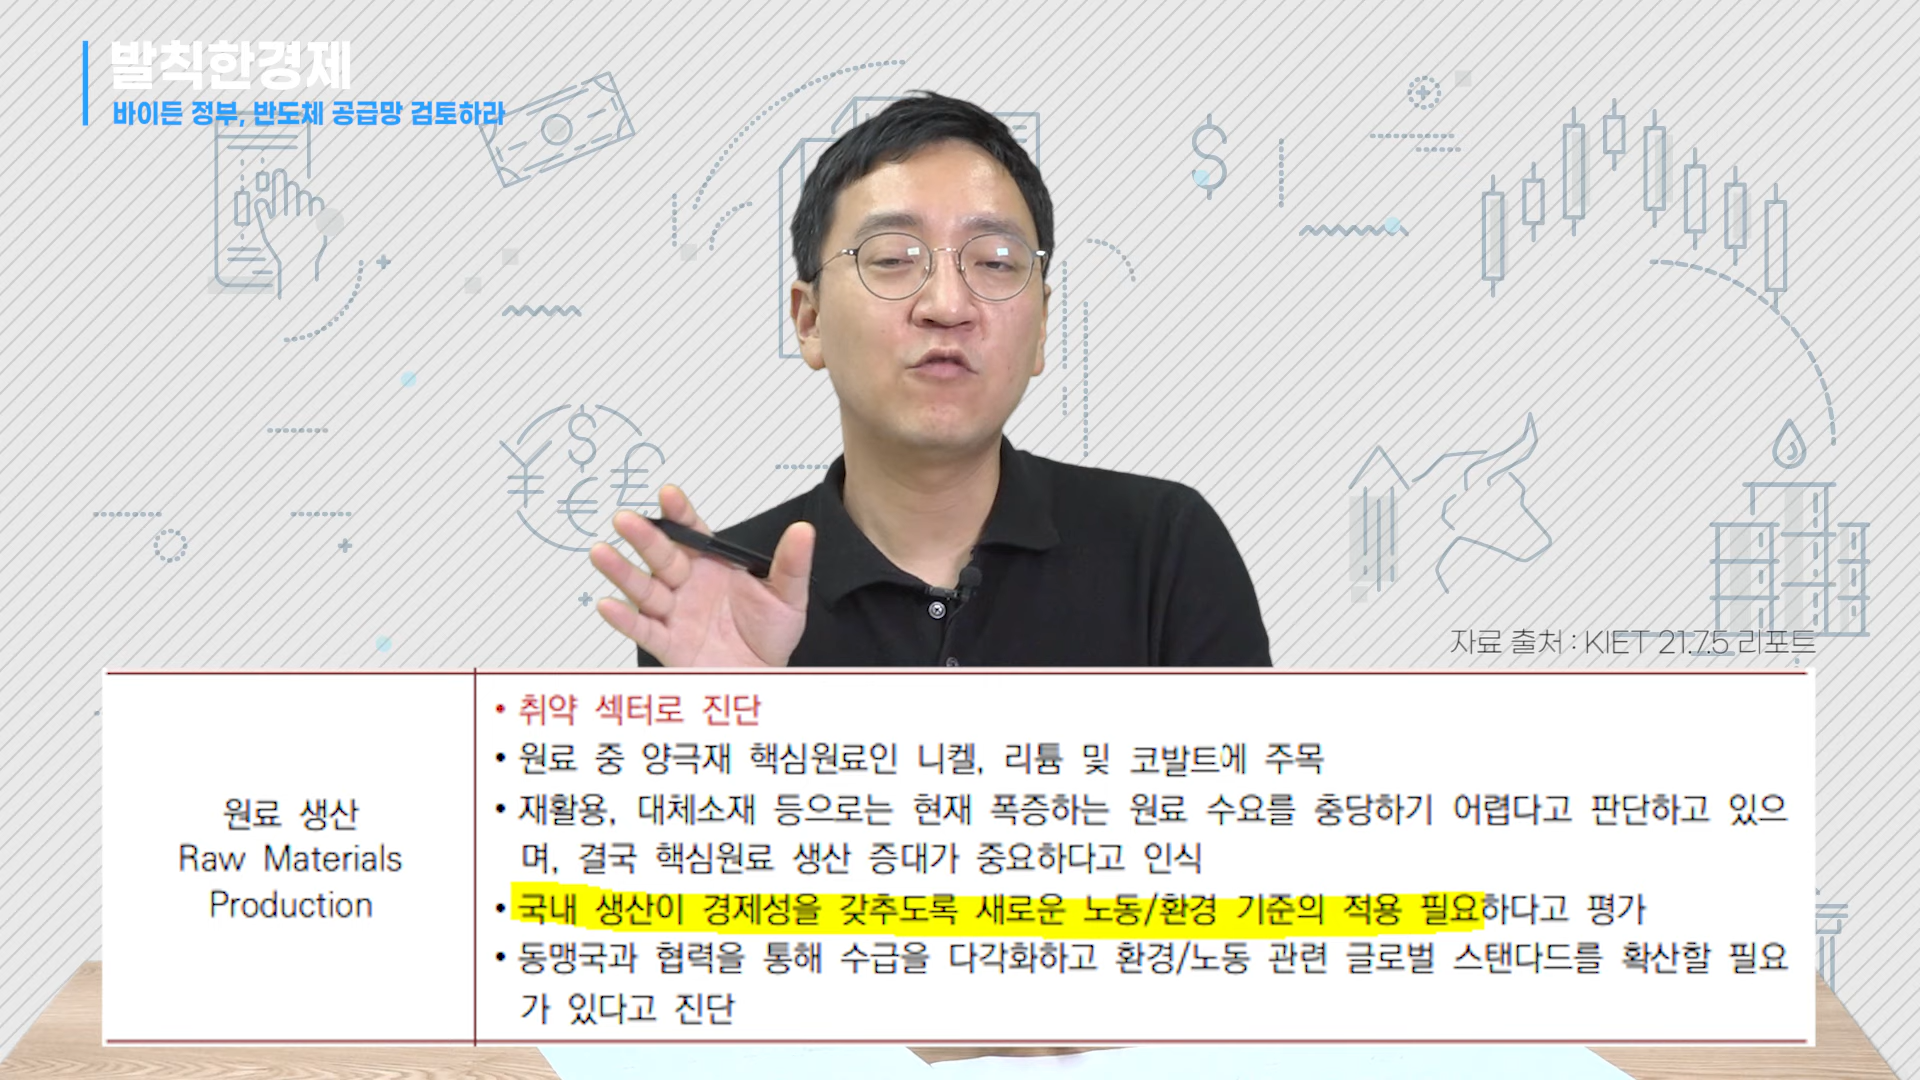 발칙한경제
바이든 정부, 반도체 공급망 검토하라
자료 출처 : KIET 21.7.5 리포트
원료 생산
Raw Materials
Production
• 취약 섹터로 진단
• 원료 중 양극재 핵심원료인 니켈, 리튬 및 코발트에 주목
• 재활용, 대체소재 등으로는 현재 폭증하는 원료 수요를 충당하기 어렵다고 판단하고 있으
며, 결국 핵심원료 생산 증대가 중요하다고 인식
• 국내 생산이 경제성을 갖추도록 새로운 노동/환경 기준의 적용 필요하다고 평가
• 동맹국과 협력을 통해 수급을 다각화하고 환경/노동 관련 글로벌 스탠다드를 확산할 필요
가 있다고 진단